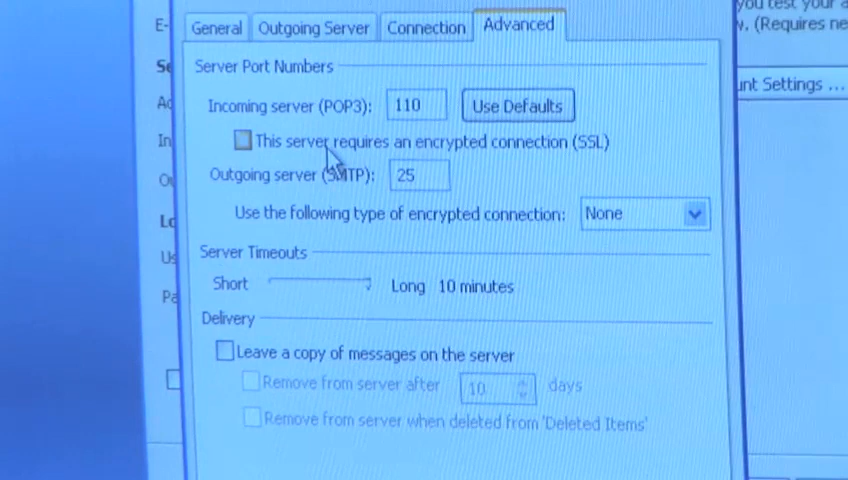 you test your a
E-
General
Outgoing Server
Connection
Advanced
. (Requires ne
Se
Server Port Numbers
unt Settings ...
Ad
Incoming server (POP3): 110 Use Defaults
In
This server requires an encrypted connection (SSL)
Outgoing server (SMTP): 25
Use the following type of encrypted connection: None
Lo
Server Timeouts
Us
Short Long 10 minutes
Pa
Delivery
Leave a copy of messages on the server
Remove from server after 10 days
Remove from server when deleted from 'Deleted Items'